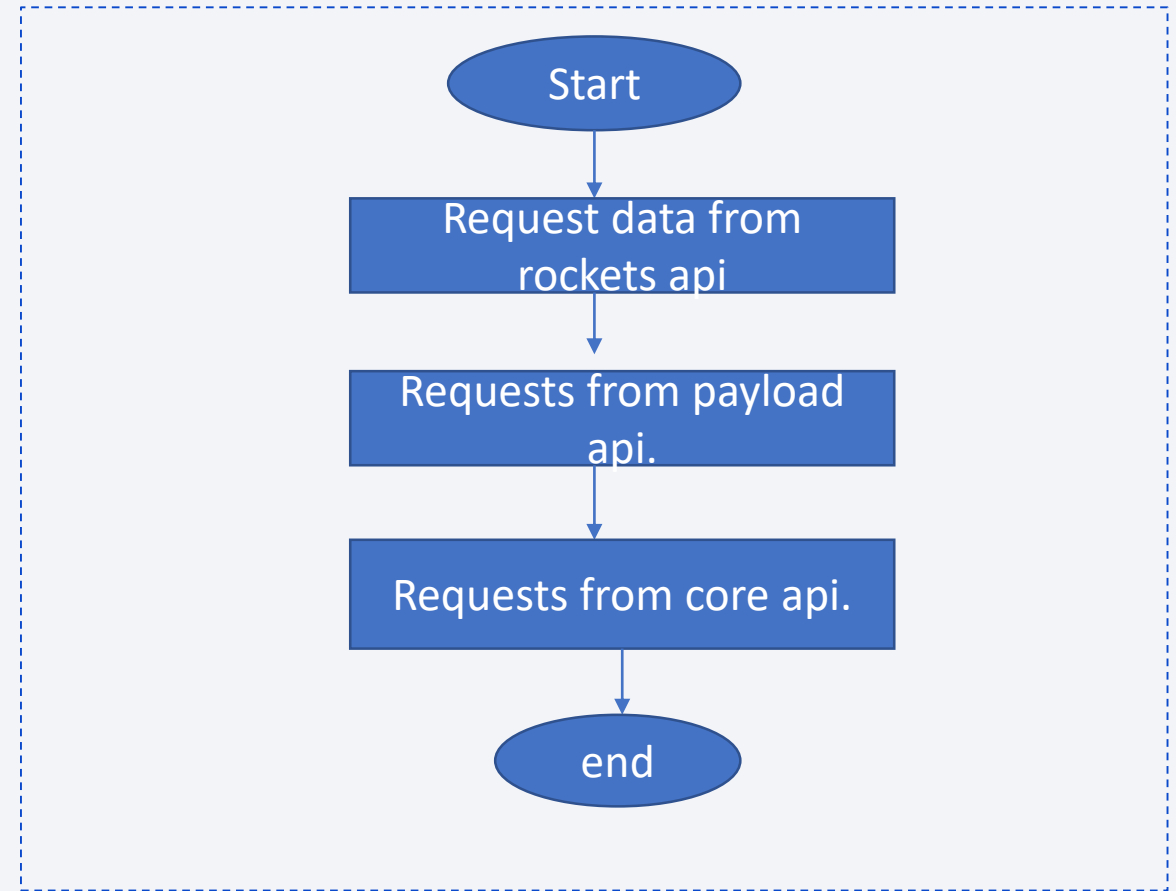 Start
Request data from
rockets api
Requests from payload
api.
Requests from core api.
end